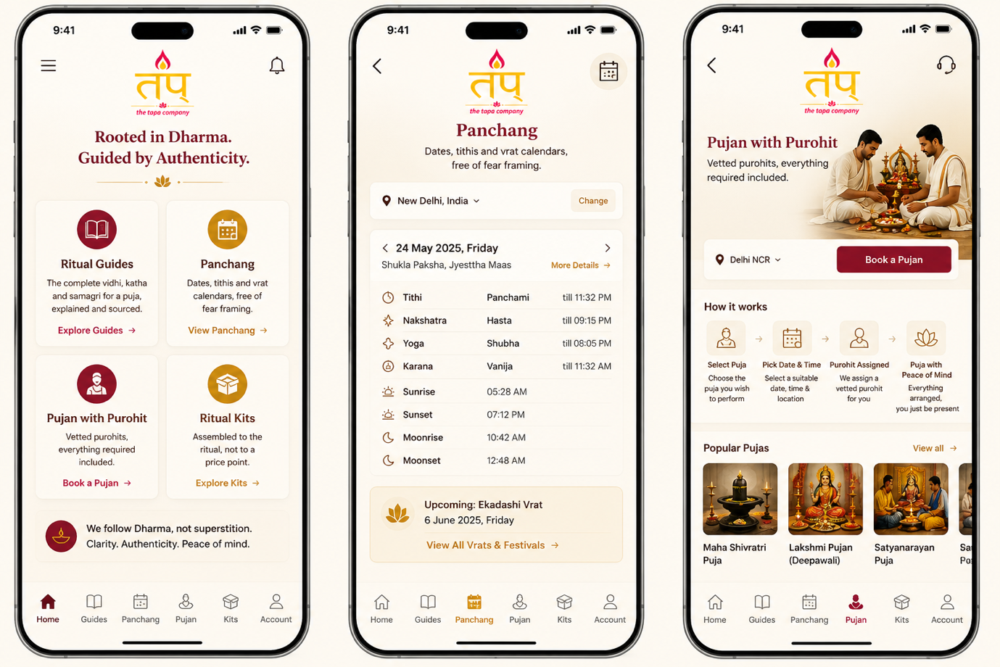 9:41
तप्
the tapa company
Rooted in Dharma.
Guided by Authenticity.
Ritual Guides
The complete vidhi, katha
and samagri for a puja,
explained and sourced.
Explore Guides →
Panchang
Dates, tithis and vrat
calendars, free of
fear framing.
View Panchang →
Pujan with Purohit
Vetted purohits,
everything required
included.
Book a Pujan →
Ritual Kits
Assembled to the
ritual, not to a
price point.
Explore Kits →
We follow Dharma, not superstition.
Clarity. Authenticity. Peace of mind.
Home
Guides
Panchang
Pujan
Kits
Account
9:41
तप्
the tapa company
Panchang
Dates, tithis and vrat calendars,
free of fear framing.
New Delhi, India
Change
24 May 2025, Friday
Shukla Paksha, Jyesttha Maas
More Details →
Tithi Panchami till 11:32 PM
Nakshatra Hasta till 09:15 PM
Yoga Shubha till 08:05 PM
Karana Vanija till 11:32 AM
Sunrise 05:28 AM
Sunset 07:12 PM
Moonrise 10:42 AM
Moonset 12:48 AM
Upcoming: Ekadashi Vrat
6 June 2025, Friday
View All Vrats & Festivals →
Home
Guides
Panchang
Pujan
Kits
Account
9:41
तप्
the tapa company
Pujan with Purohit
Vetted purohits, everything
required included.
Delhi NCR
Book a Pujan
How it works
Select Puja
Choose the
puja you wish
to perform
Pick Date & Time
Select a suitable
date, time &
location
Purohit Assigned
We assign a
vetted purohit
for you
Puja with
Peace of Mind
Everything
arranged,
you just be present
Popular Pujas
View all →
Maha Shivratri
Puja
Lakshmi Pujan
(Deepawali)
Satyanarayan
Puja
Home
Guides
Panchang
Pujan
Kits
Account